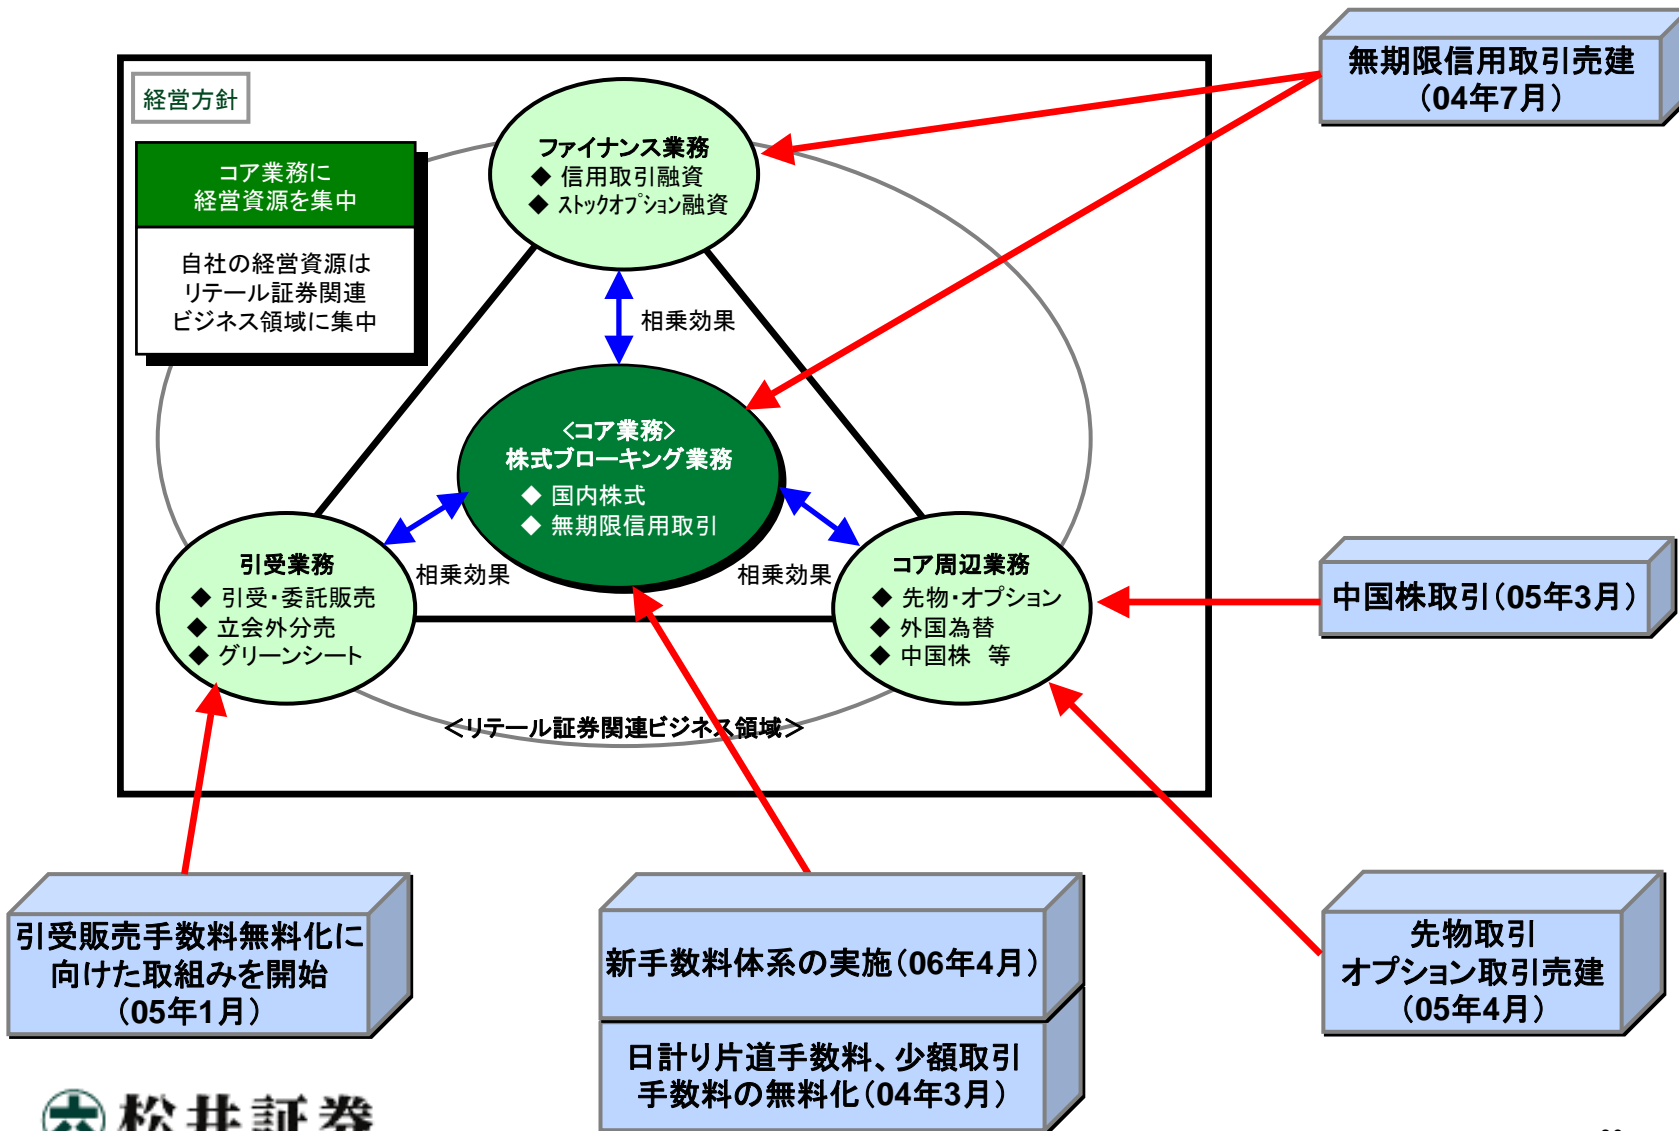 無期限信用取引売建
（04年7月）
経営方針
コア業務に
経営資源を集中
自社の経営資源は
リテール証券関連
ビジネス領域に集中
ファイナンス業務
◆ 信用取引融資
◆ ストックオプション融資
相乗効果
<コア業務>
株式ブローキング業務
◆ 国内株式
◆ 無期限信用取引
引受業務
◆ 引受・委託販売
◆ 立会外分売
◆ グリーンシート
相乗効果
相乗効果
コア周辺業務
◆ 先物・オプション
◆ 外国為替
◆ 中国株 等
中国株取引（05年3月）
<リテール証券関連ビジネス領域>
引受販売手数料無料化に
向けた取組みを開始
（05年1月）
新手数料体系の実施（06年4月）
日計り片道手数料、少額取引
手数料の無料化（04年3月）
先物取引
オプション取引売建
（05年4月）
松井証券